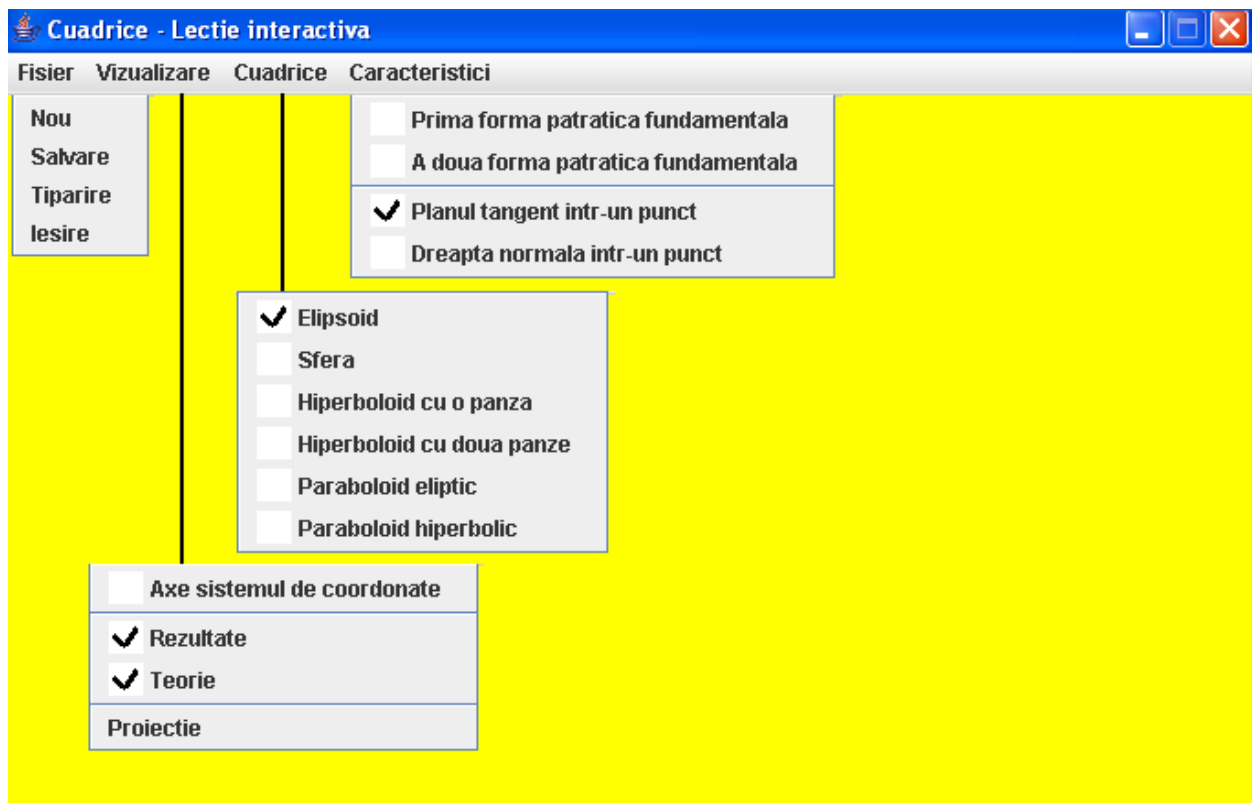 Cuadrice - Lectie interactiva
Fisier Vizualizare Cuadrice Caracteristici
Nou
Salvare
Tiparire
Iesire
Prima forma patratica fundamentala
A doua forma patratica fundamentala
Planul tangent intr-un punct
Dreapta normala intr-un punct
Elipsoid
Sfera
Hiperboloid cu o panza
Hiperboloid cu doua panze
Paraboloid eliptic
Paraboloid hiperbolic
Axe sistemul de coordonate
Rezultate
Teorie
Proiectie